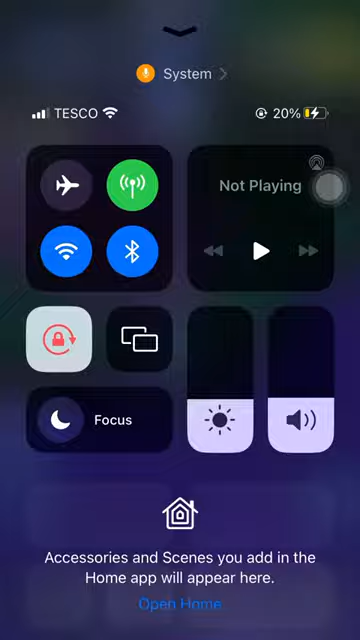 System
TESCO
20%
Not Playing
Focus
Accessories and Scenes you add in the
Home app will appear here.
Open Home